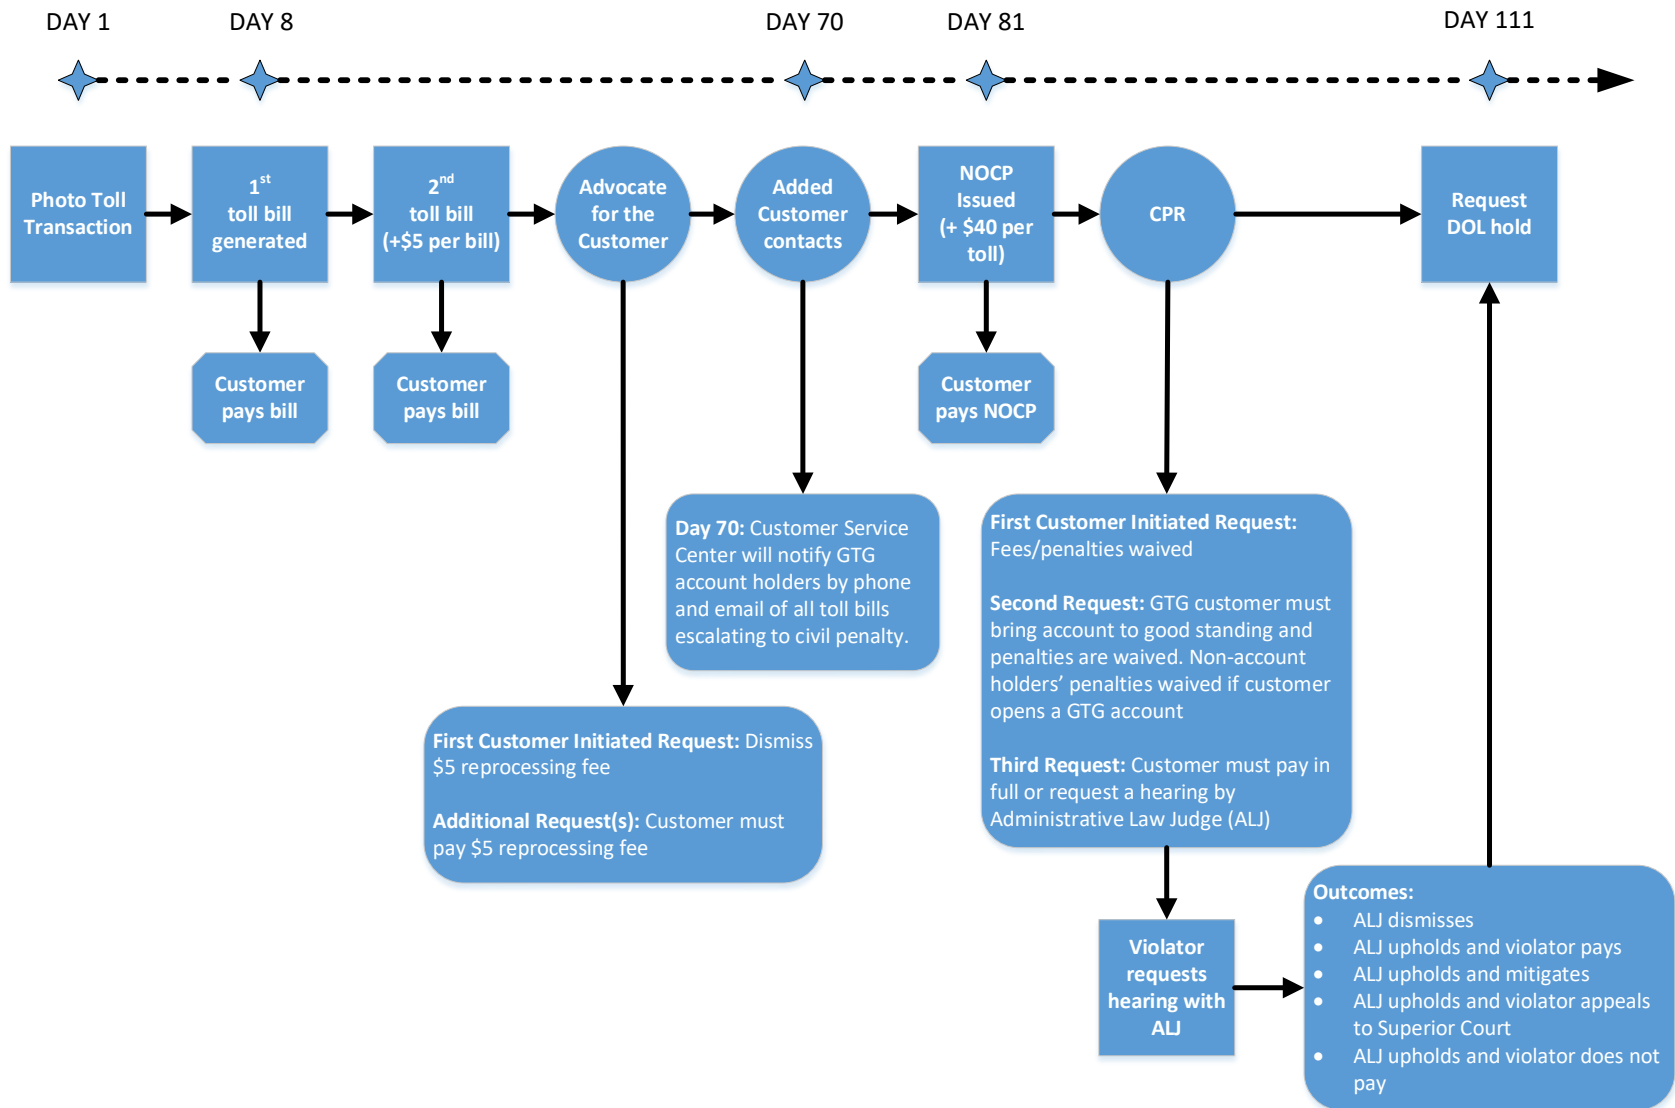 DAY 1
DAY 8
DAY 70
DAY 81
DAY 111
Photo Toll
Transaction
1st
toll bill
generated
2nd
toll bill
(+$5 per bill)
Advocate
for the
Customer
Added
Customer
contacts
NOCP
Issued
(+ $40 per
toll)
CPR
Request
DOL hold
Customer
pays bill
Customer
pays bill
Customer
pays NOCP
Day 70: Customer Service
Center will notify GTG
account holders by phone
and email of all toll bills
escalating to civil penalty.
First Customer Initiated Request:
Fees/penalties waived
Second Request: GTG customer must
bring account to good standing and
penalties are waived. Non-account
holders’ penalties waived if customer
opens a GTG account
Third Request: Customer must pay in
full or request a hearing by
Administrative Law Judge (ALJ)
First Customer Initiated Request: Dismiss
$5 reprocessing fee
Additional Request(s): Customer must
pay $5 reprocessing fee
Violator
requests
hearing with
ALJ
Outcomes:
• ALJ dismisses
• ALJ upholds and violator pays
• ALJ upholds and mitigates
• ALJ upholds and violator appeals
to Superior Court
• ALJ upholds and violator does not
pay